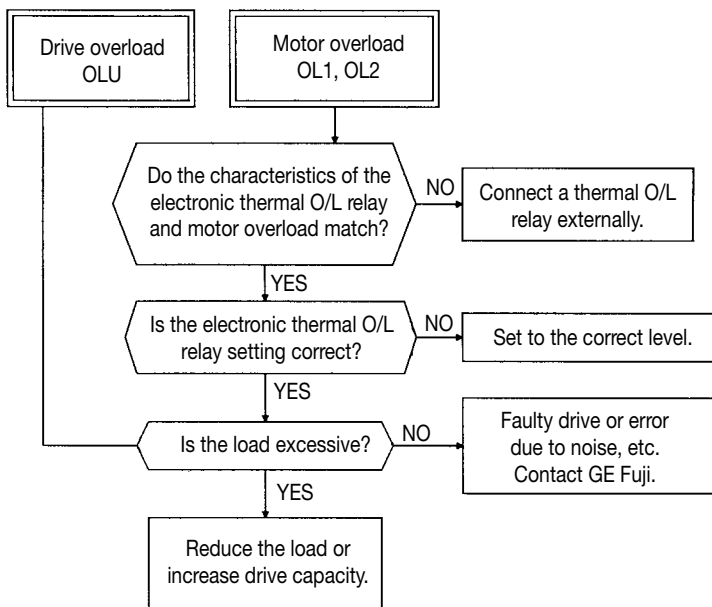 Drive overload
OLU
Motor overload
OL1, OL2
Do the characteristics of the
electronic thermal O/L relay
and motor overload match?
NO
Connect a thermal O/L
relay externally.
YES
Is the electronic thermal O/L
relay setting correct?
NO
Set to the correct level.
YES
Is the load excessive?
NO
Faulty drive or error
due to noise, etc.
Contact GE Fuji.
YES
Reduce the load or
increase drive capacity.